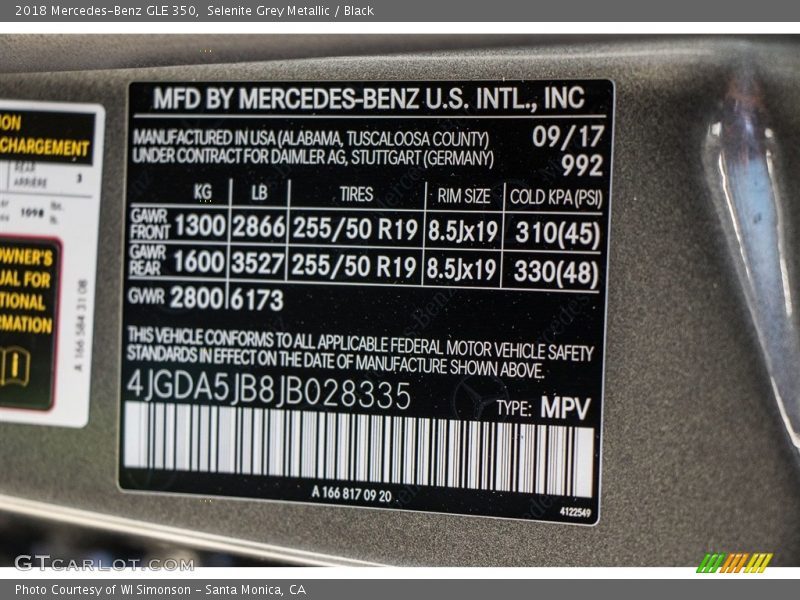 2018 Mercedes-Benz GLE 350,  Selenite Grey Metallic / Black
ION
CHARGEMENT
REAR
ARRIÈRE
3
1098
lbs.
lb.
OWNER'S
UAL FOR
TIONAL
RMATION
A 166 584 31 08
MFD BY MERCEDES-BENZ U.S. INTL., INC
MANUFACTURED IN USA (ALABAMA, TUSCALOOSA COUNTY) 09/17
UNDER CONTRACT FOR DAIMLER AG, STUTTGART (GERMANY) 992
KG LB TIRES RIM SIZE COLD KPA (PSI)
GAWR FRONT 1300 2866 255/50 R19 8.5Jx19 310(45)
GAWR REAR 1600 3527 255/50 R19 8.5Jx19 330(48)
GWR 2800 6173
THIS VEHICLE CONFORMS TO ALL APPLICABLE FEDERAL MOTOR VEHICLE SAFETY
STANDARDS IN EFFECT ON THE DATE OF MANUFACTURE SHOWN ABOVE.
4JGDA5JB8JB028335
TYPE: MPV
A 166 817 09 20
4122549
GTCARLOT.COM
Photo Courtesy of WI Simonson - Santa Monica, CA